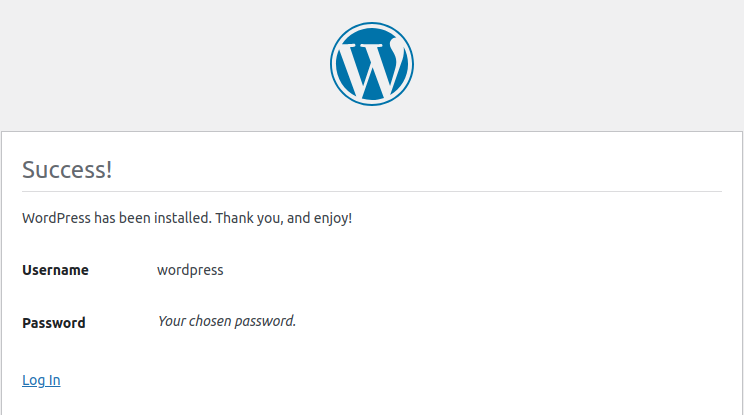 Success!
WordPress has been installed. Thank you, and enjoy!
Username wordpress
Password Your chosen password.
Log In